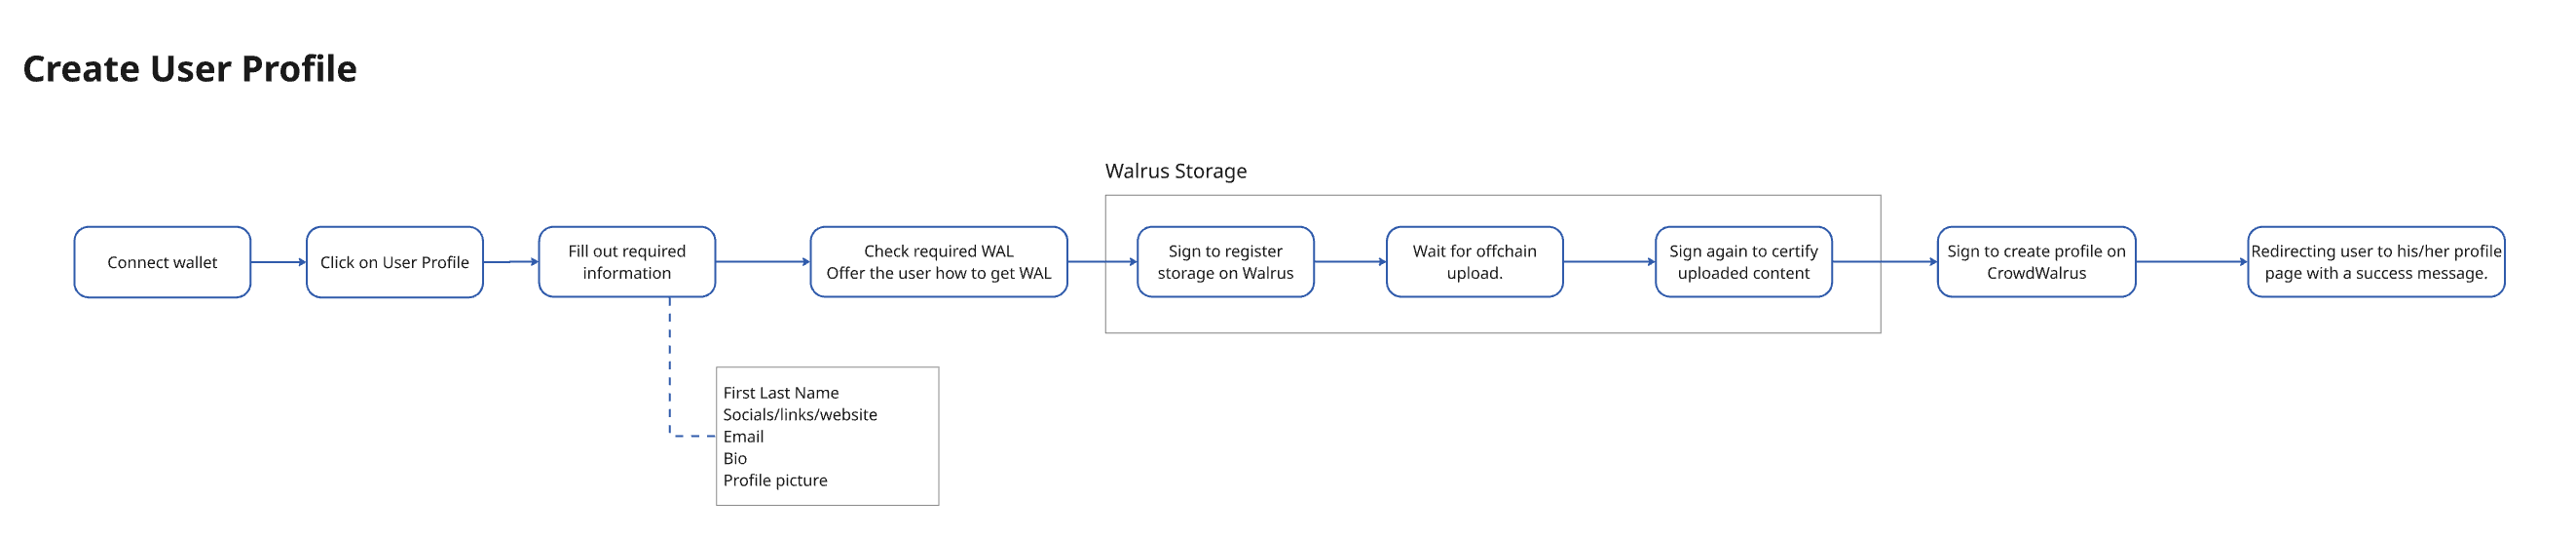 Create User Profile
Walrus Storage
Connect wallet
Click on User Profile
Fill out required
information
Check required WAL
Offer the user how to get WAL
Sign to register
storage on Walrus
Wait for offchain
upload.
Sign again to certify
uploaded content
Sign to create profile on
CrowdWalrus
Redirecting user to his/her profile
page with a success message.
First Last Name
Socials/links/website
Email
Bio
Profile picture